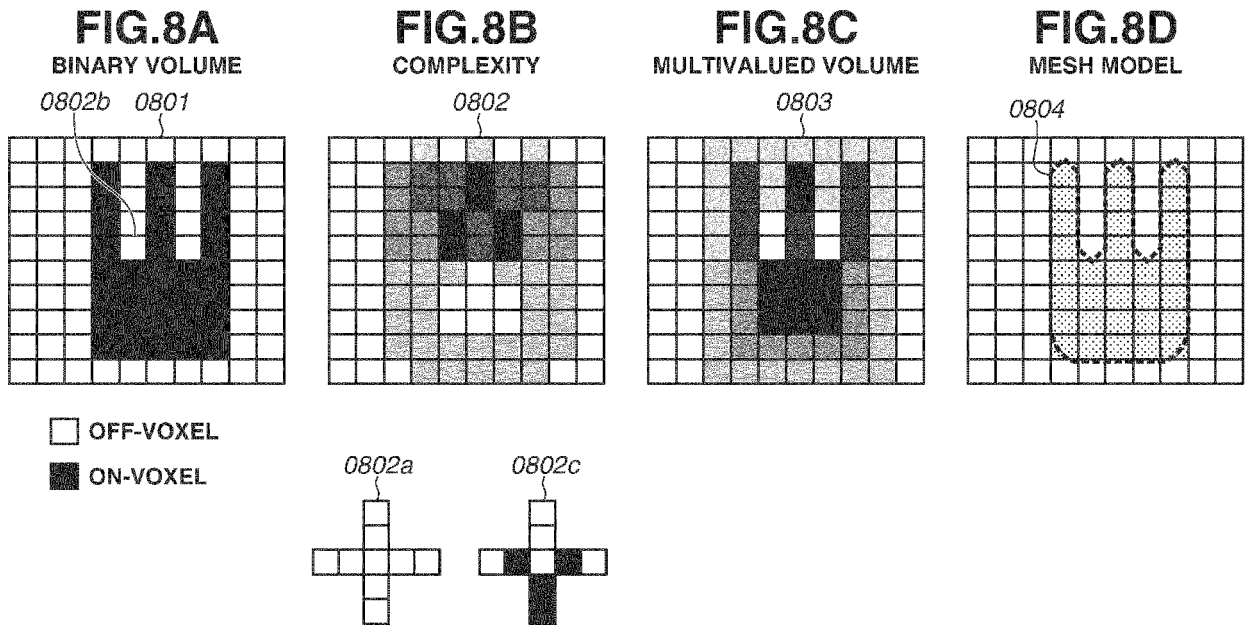 FIG.8A
BINARY VOLUME
0802b 0801
FIG.8B
COMPLEXITY
0802
FIG.8C
MULTIVALUED VOLUME
0803
FIG.8D
MESH MODEL
0804
OFF-VOXEL
ON-VOXEL
0802a
0802c